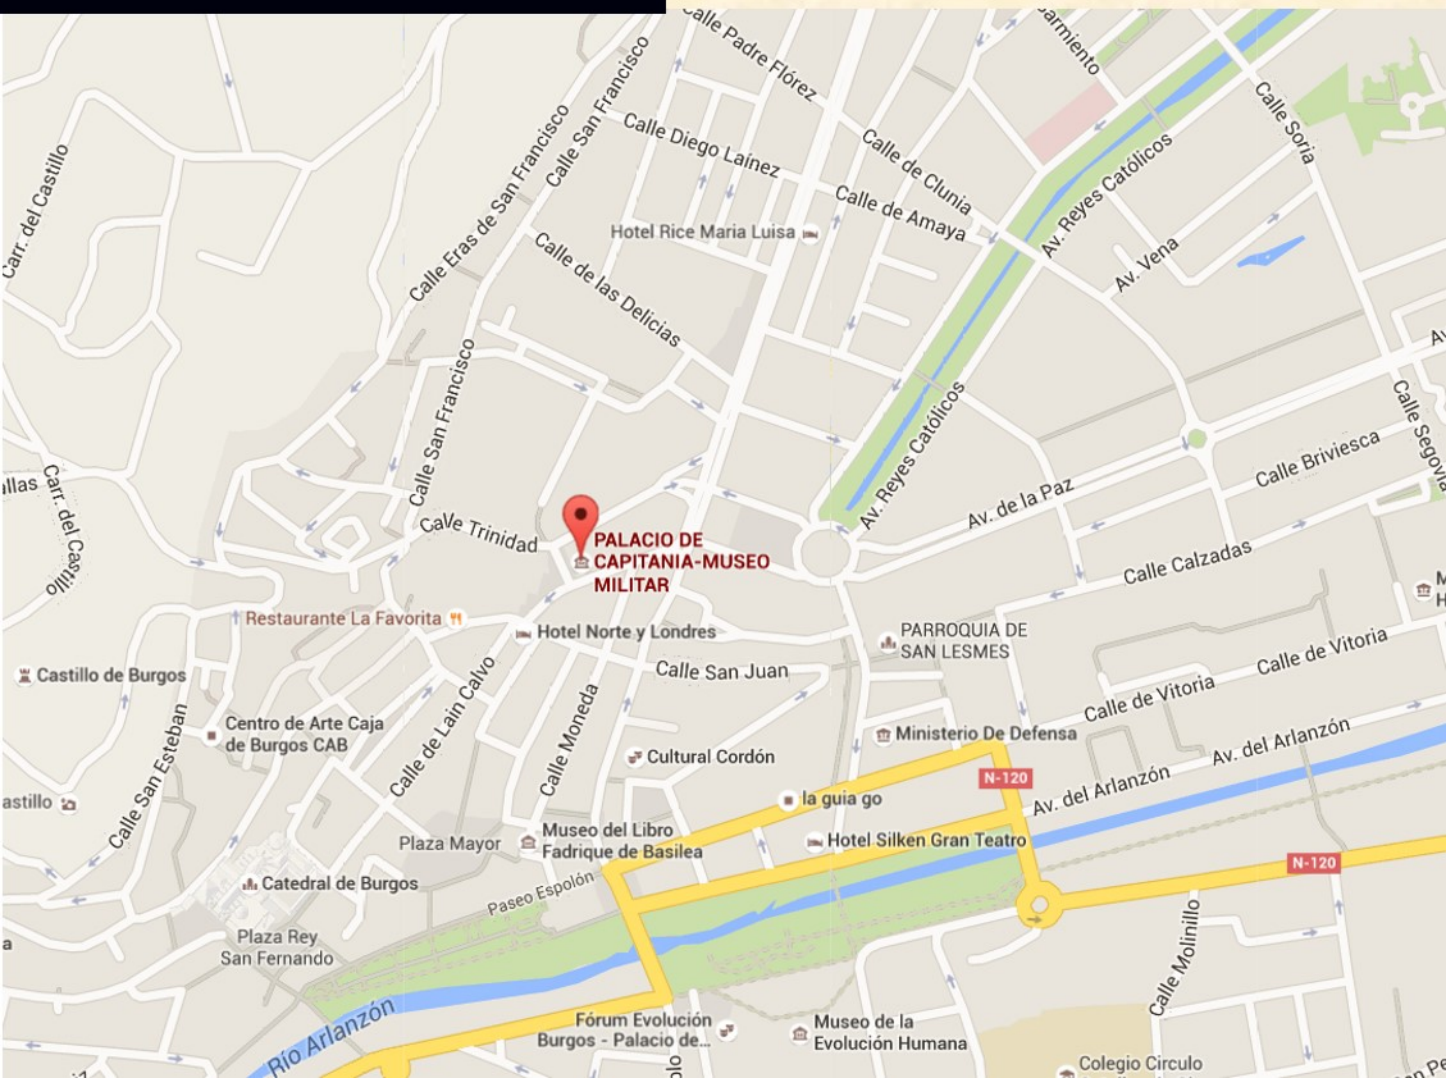 Calle Padre Flórez
armiento
Calle San Francisco
Calle Soria
Calle Diego Laínez
Calle de Clunia
Av. Reyes Católicos
Carr. del Castillo
Calle Eras de San Francisco
Calle de Amaya
Hotel Rice Maria Luisa
Calle de las Delicias
Av. Vena
Av
Calle San Francisco
Av. Reyes Católicos
Calle Segovia
Calle Briviesca
llas
Carr. del Castillo
Av. de la Paz
Calle Trinidad
PALACIO DE
CAPITANIA-MUSEO
MILITAR
Calle Calzadas
M
H
Restaurante La Favorita
Hotel Norte y Londres
PARROQUIA DE
SAN LESMES
Calle de Vitoria
Castillo de Burgos
Calle San Juan
Calle de Vitoria
Centro de Arte Caja
de Burgos CAB
Calle de Lain Calvo
Calle Moneda
Ministerio De Defensa
Av. del Arlanzón
Cultural Cordón
N-120
Calle San Esteban
Av. del Arlanzón
astillo
la guia go
Museo del Libro
Fadrique de Basilea
Plaza Mayor
Hotel Silken Gran Teatro
N-120
Catedral de Burgos
Paseo Espolón
Plaza Rey
San Fernando
a
Calle Molinillo
Río Arlanzón
Fórum Evolución
Burgos - Palacio de...
Museo de la
Evolución Humana
Colegio Circulo